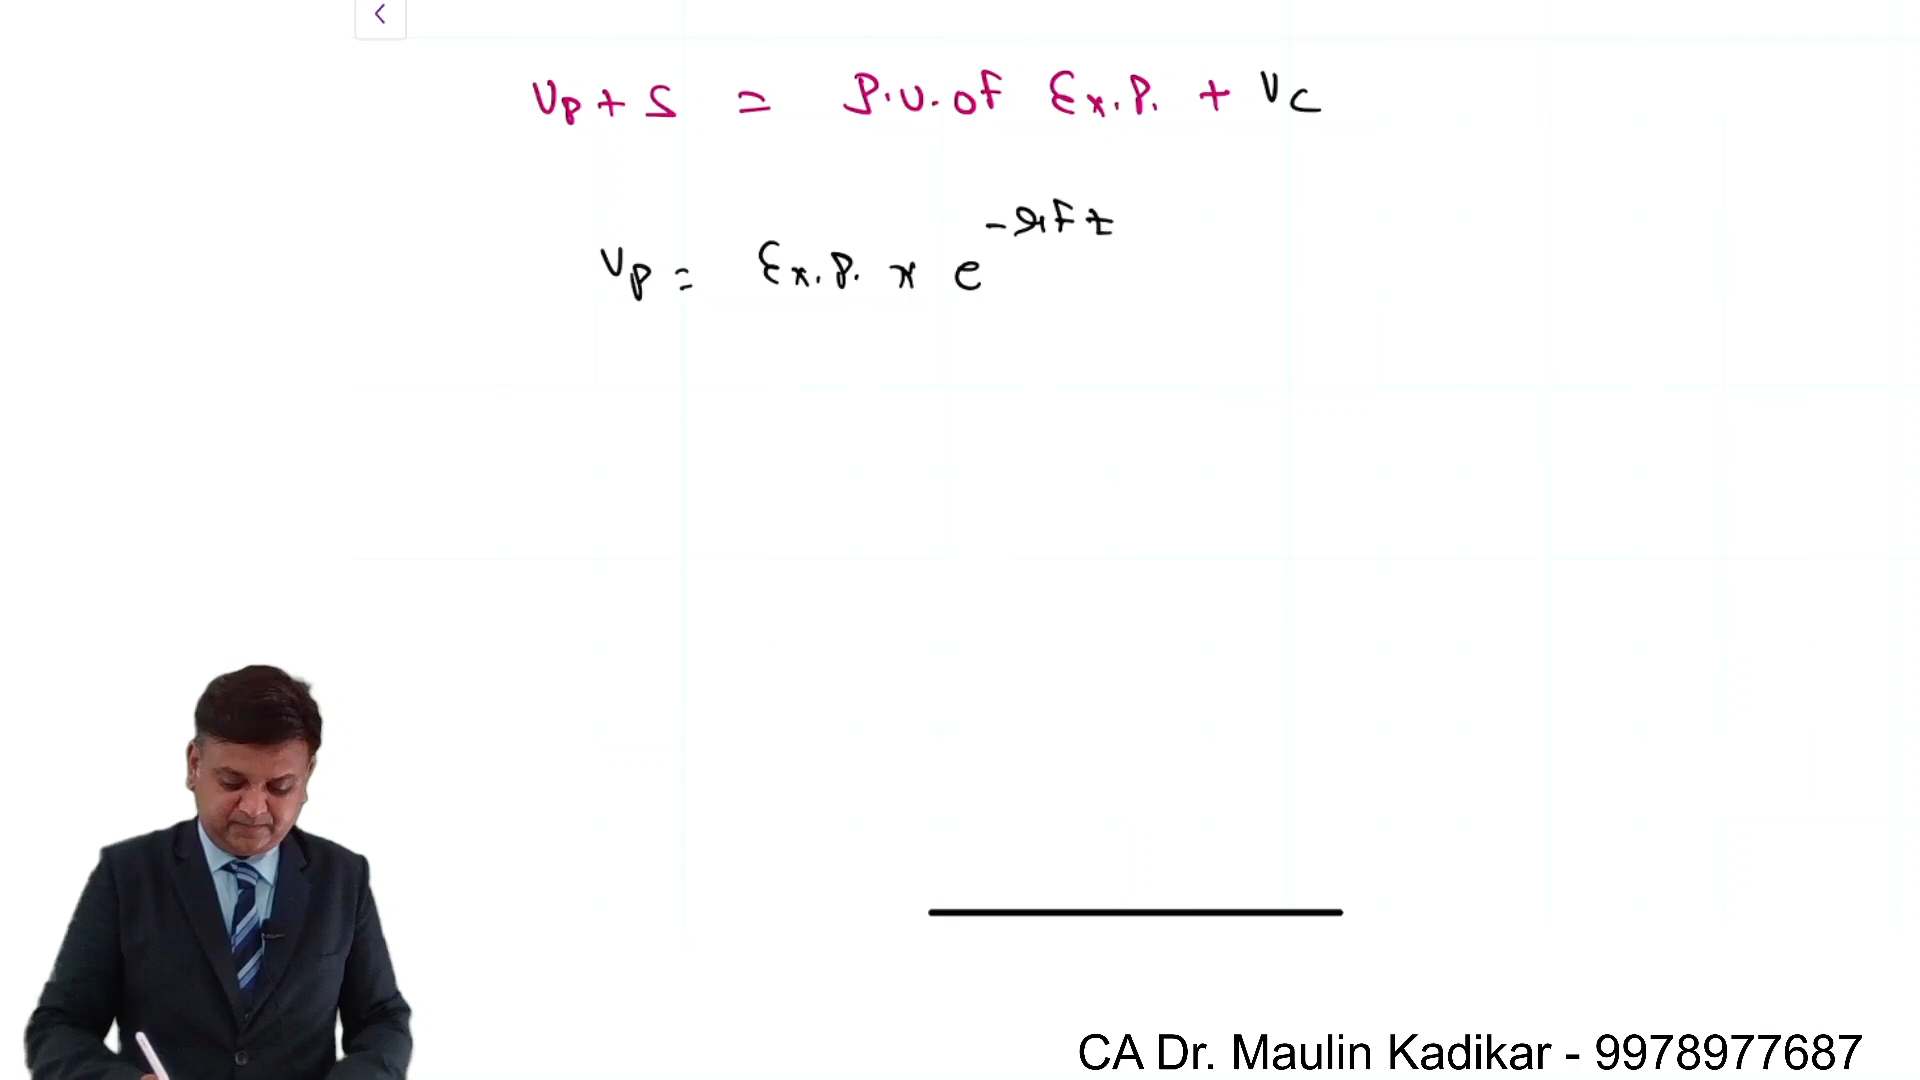 Vp + S = P.V. of Ex.P. + Vc
Vp = Ex.P. x e^-rft
CA Dr. Maulin Kadikar - 9978977687